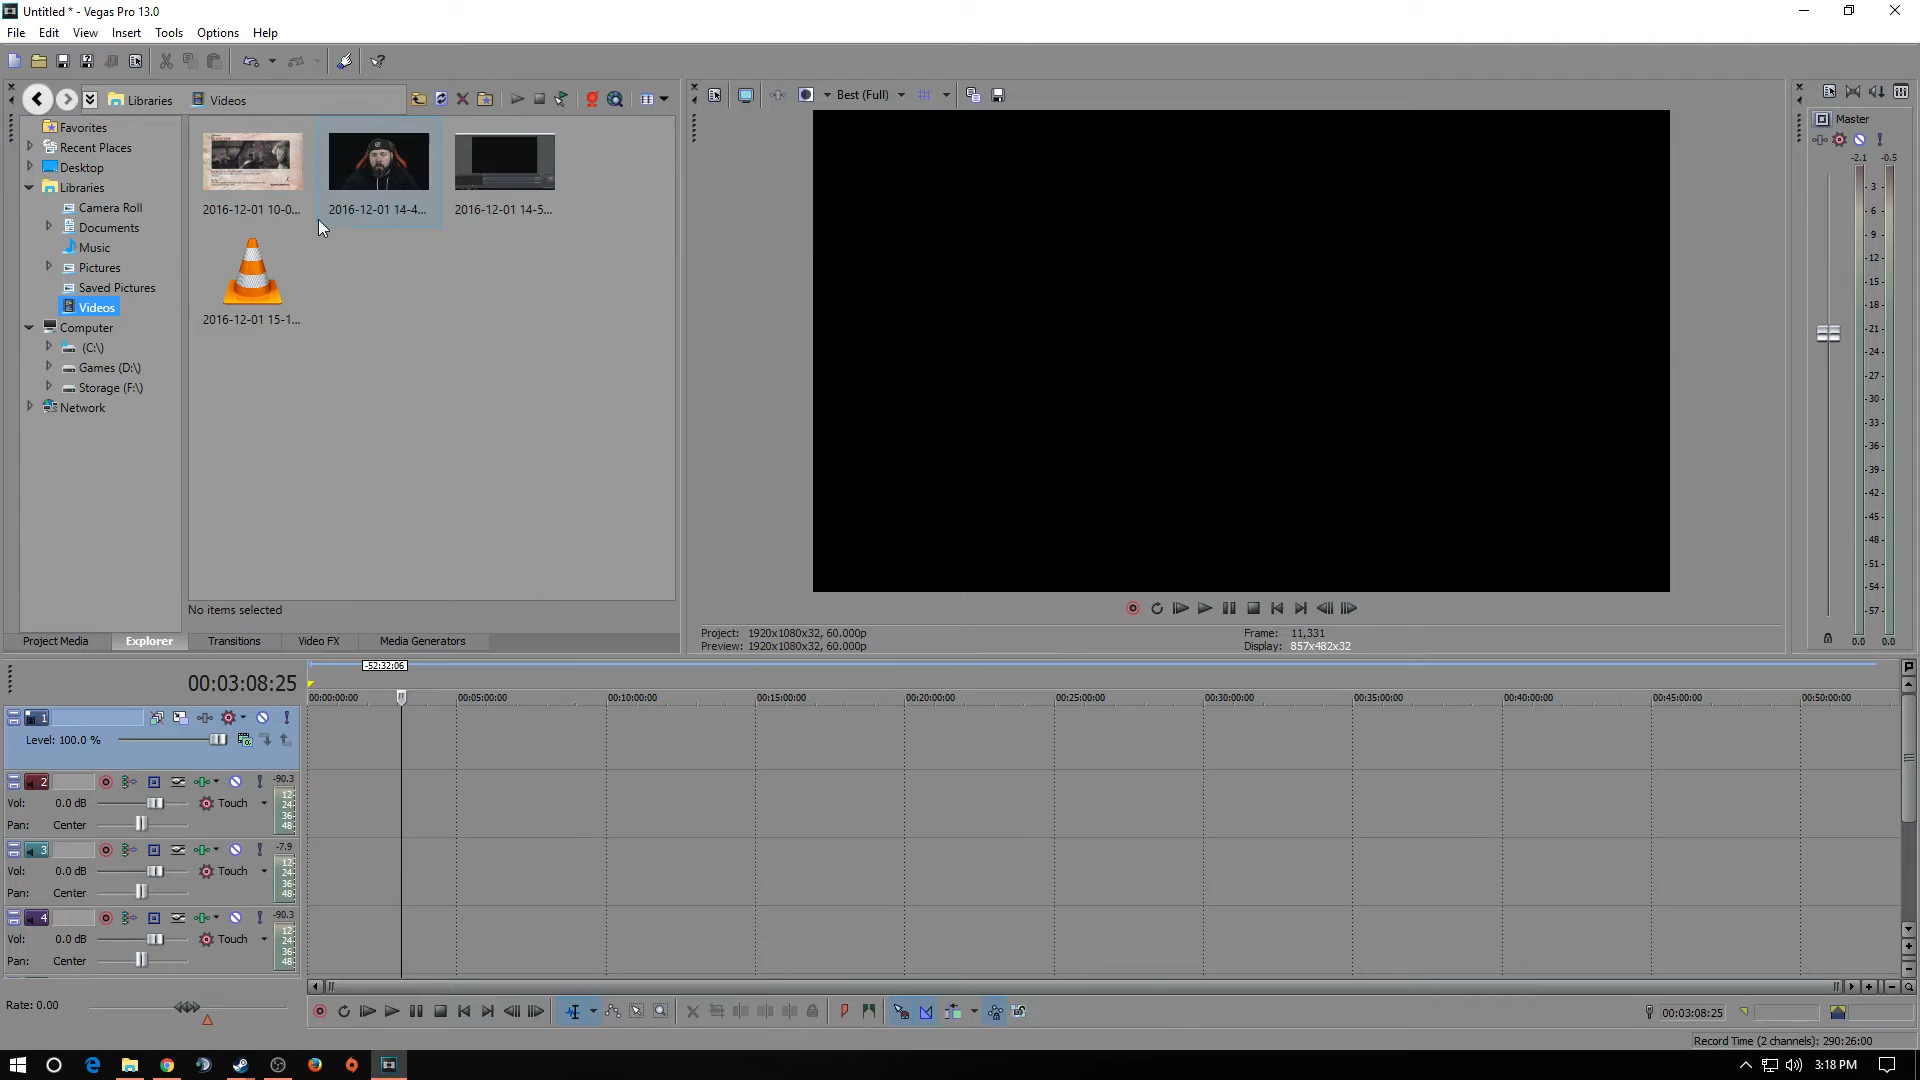 Untitled * - Vegas Pro 13.0
File Edit View Insert Tools Options Help
Libraries Videos
Favorites
Recent Places
Desktop
Libraries
Camera Roll
Documents
Music
Pictures
Saved Pictures
Videos
Computer
(C:\)
Games (D:\)
Storage (F:\)
Network
2016-12-01 10-0... 2016-12-01 14-4... 2016-12-01 14-5...
2016-12-01 15-1...
No items selected
Project Media Explorer Transitions Video FX Media Generators
Best (Full)
Project: 1920x1080x32, 60.000p
Preview: 1920x1080x32, 60.000p
Frame: 11,331
Display: 857x482x32
Master
-2.1 -0.5
3
6
9
12
15
18
21
24
27
30
33
36
39
42
45
48
51
54
57
0.0 0.0
-52:32:06
00:03:08:25
00:00:00:00 00:05:00:00 00:10:00:00 00:15:00:00 00:20:00:00 00:25:00:00 00:30:00:00 00:35:00:00 00:40:00:00 00:45:00:00 00:50:00:00
1
Level: 100.0 %
2 -90.3
Vol: 0.0 dB Touch
Pan: Center
12
24
36
48
3 -7.9
Vol: 0.0 dB Touch
Pan: Center
12
24
36
48
4 -90.3
Vol: 0.0 dB Touch
Pan: Center
12
24
36
48
Rate: 0.00
00:03:08:25
Record Time (2 channels): 290:26:00
3:18 PM